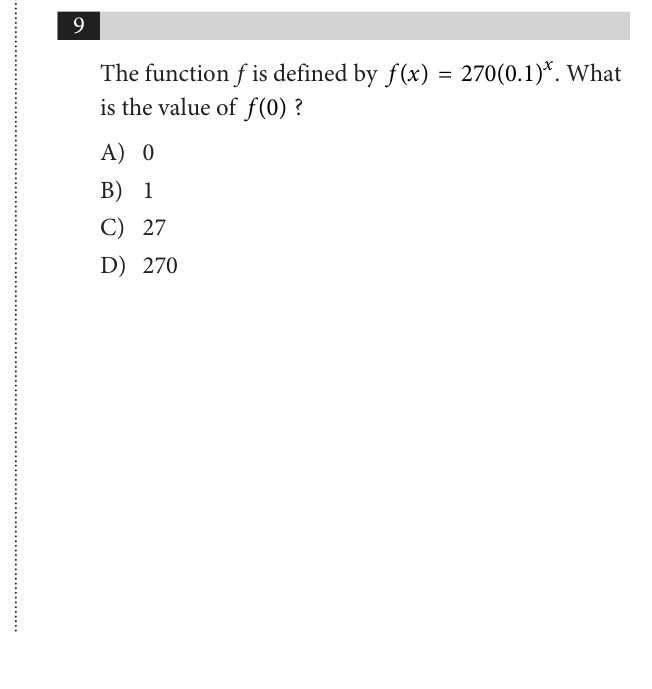 9
The function f is defined by f(x) = 270(0.1)^x. What
is the value of f(0) ?
A) 0
B) 1
C) 27
D) 270